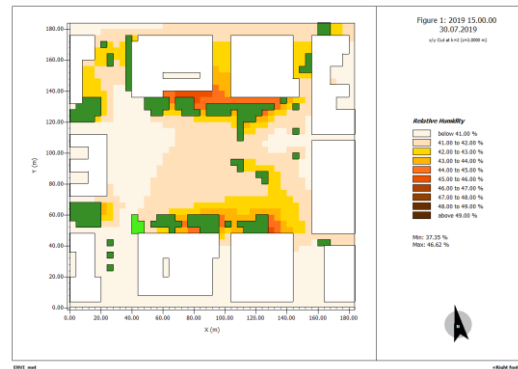 Figure 1: 2019 15.00.00
30.07.2019
x/y Cut at k=2 (z=3.0000 m)
Relative Humidity
below 41.00 %
41.00 to 42.00 %
42.00 to 43.00 %
43.00 to 44.00 %
44.00 to 45.00 %
45.00 to 46.00 %
46.00 to 47.00 %
47.00 to 48.00 %
48.00 to 49.00 %
above 49.00 %
Min: 37.35 %
Max: 46.62 %
N
180.00
160.00
140.00
120.00
100.00
80.00
60.00
40.00
20.00
0.00
Y (m)
0.00 20.00 40.00 60.00 80.00 100.00 120.00 140.00 160.00 180.00
X (m)